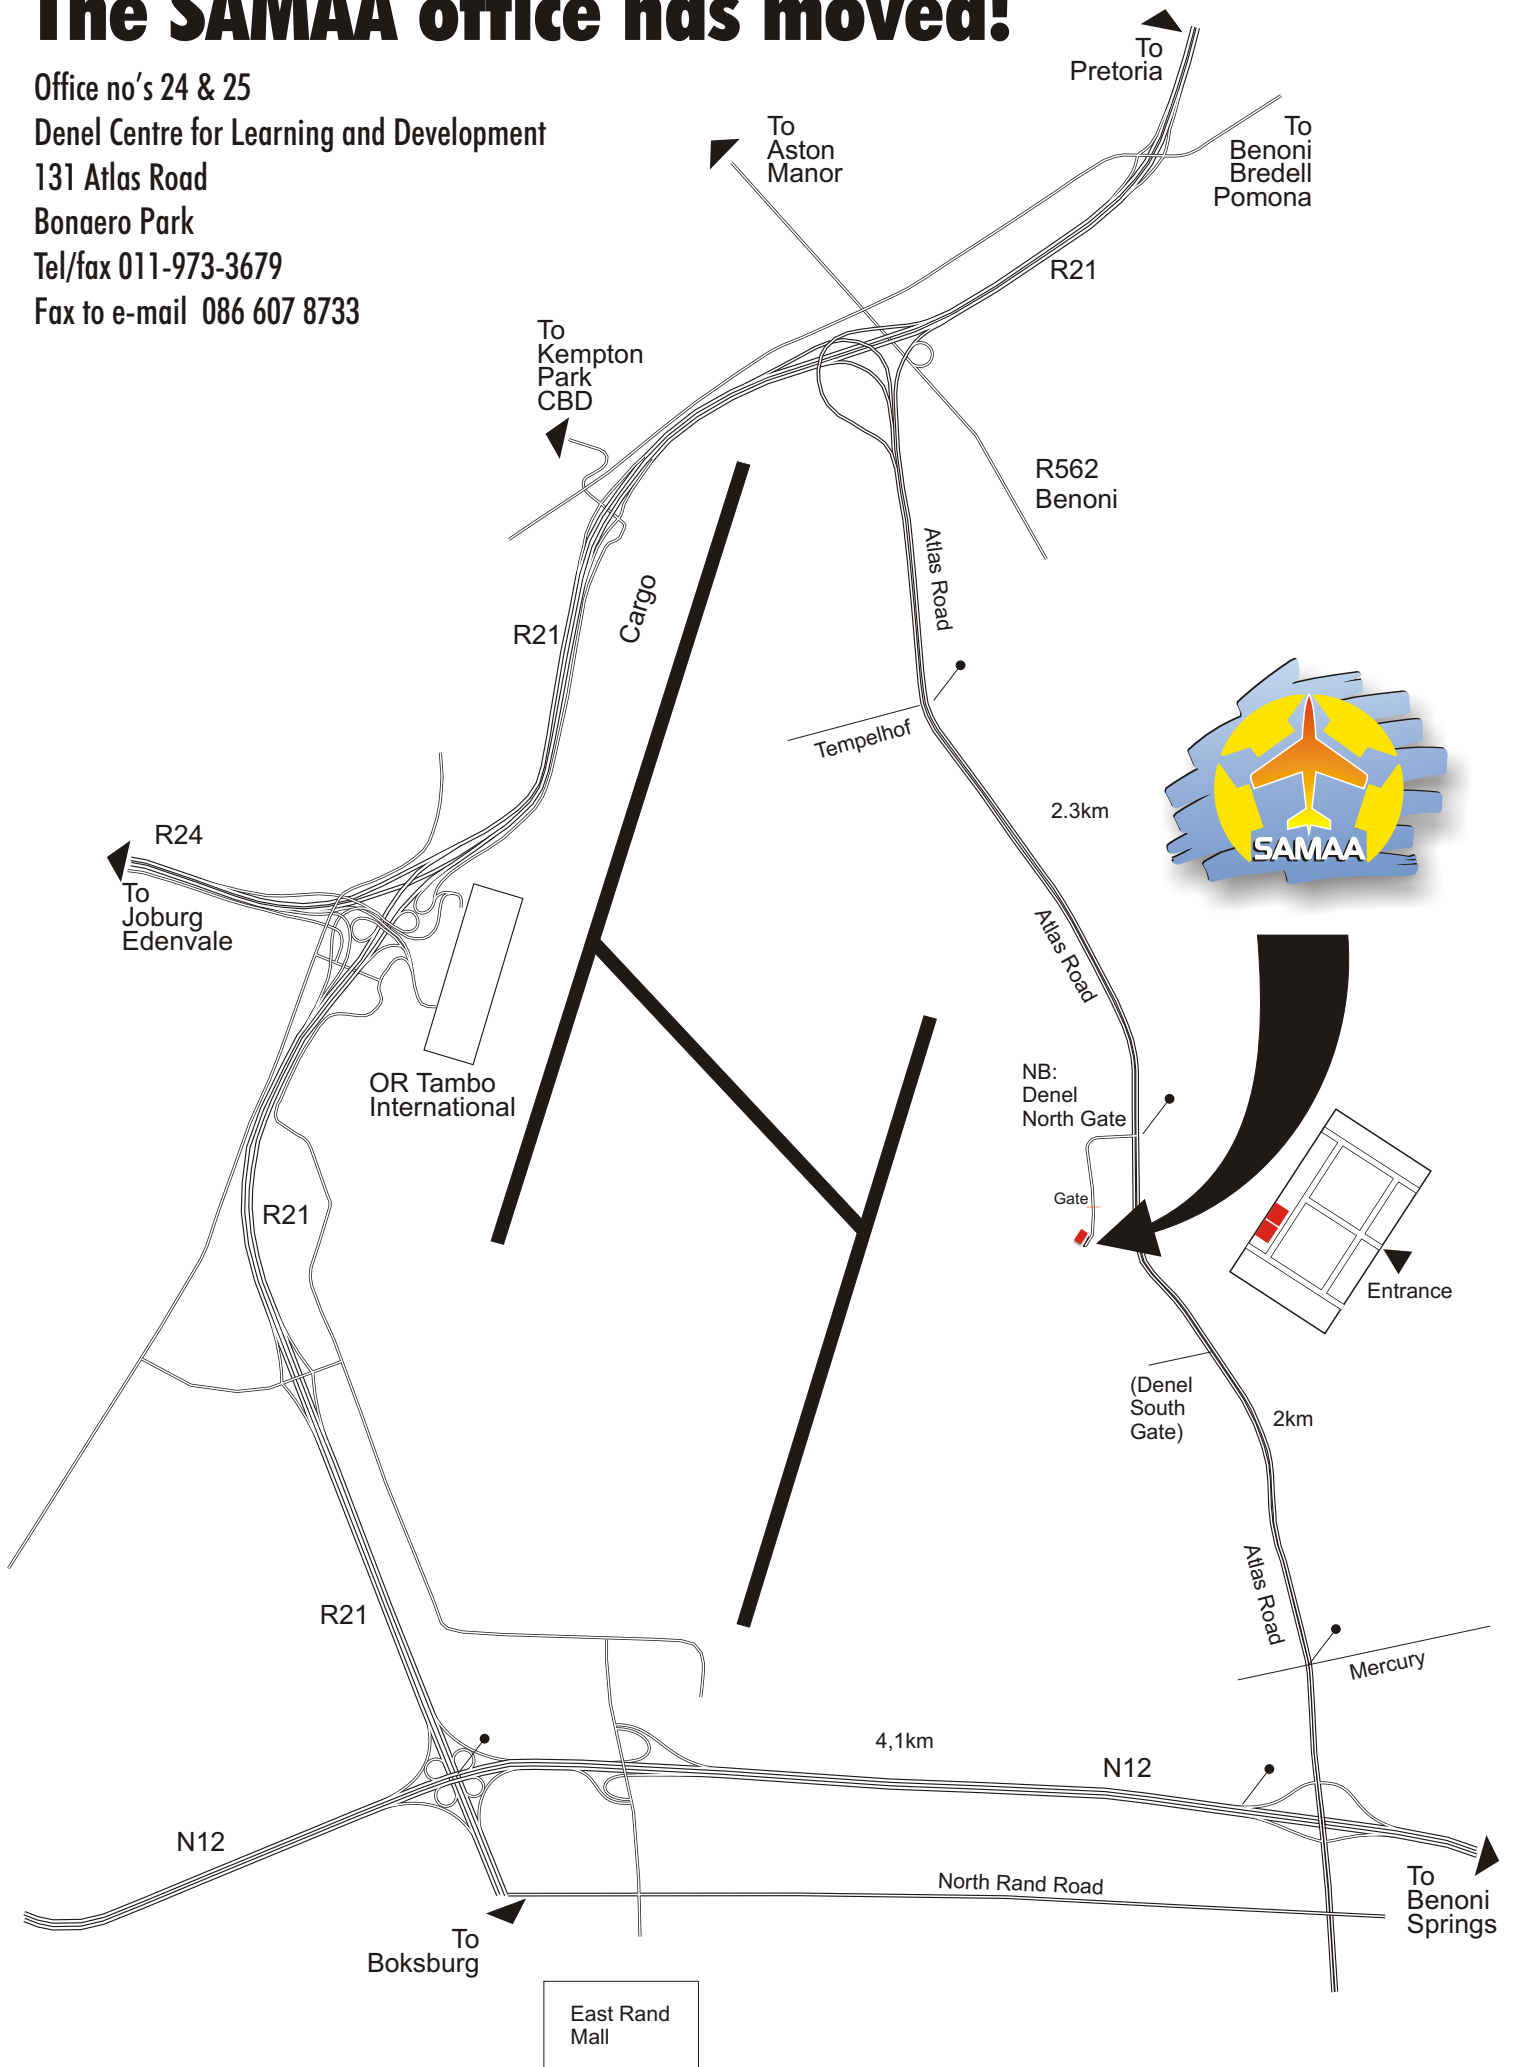 The SAMAA office has moved!
Office no's 24 & 25
Denel Centre for Learning and Development
131 Atlas Road
Bonaero Park
Tel/fax 011-973-3679
Fax to e-mail 086 607 8733
To
Pretoria
To
Aston
Manor
To
Benoni
Bredell
Pomona
R21
To
Kempton
Park
CBD
R562
Benoni
Atlas Road
Cargo
R21
Tempelhof
2.3km
SAMAA
R24
To
Joburg
Edenvale
Atlas Road
OR Tambo
International
NB:
Denel
North Gate
Gate
R21
Entrance
(Denel
South
Gate)
2km
Atlas Road
R21
Mercury
4,1km
N12
N12
North Rand Road
To
Benoni
Springs
To
Boksburg
East Rand
Mall